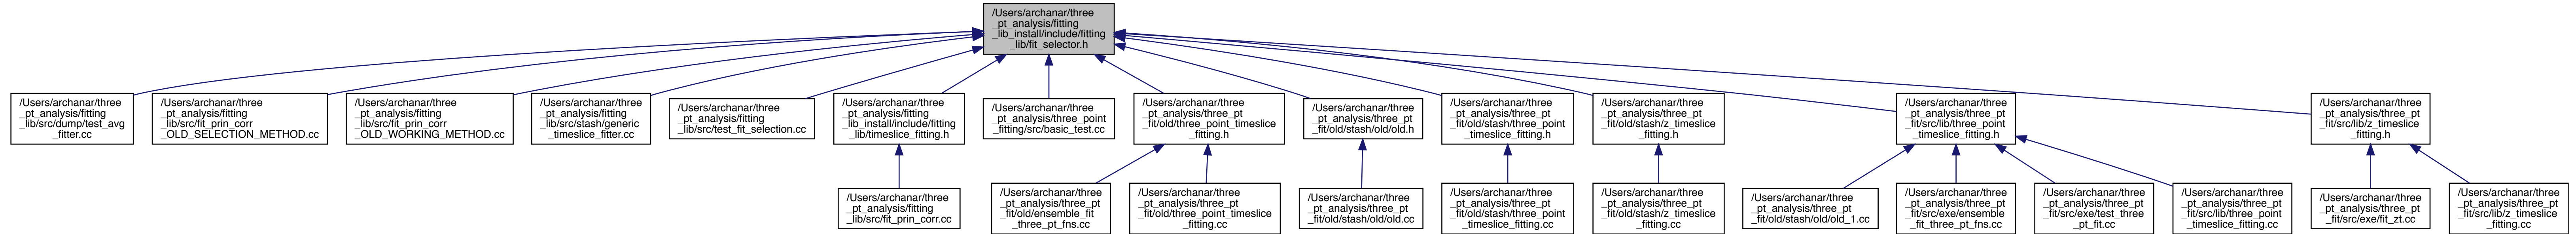 /Users/archanar/three
_pt_analysis/fitting
_lib_install/include/fitting
_lib/fit_selector.h
/Users/archanar/three
_pt_analysis/fitting
_lib/src/dump/test_avg
_fitter.cc
/Users/archanar/three
_pt_analysis/fitting
_lib/src/fit_prin_corr
_OLD_SELECTION_METHOD.cc
/Users/archanar/three
_pt_analysis/fitting
_lib/src/fit_prin_corr
_OLD_WORKING_METHOD.cc
/Users/archanar/three
_pt_analysis/fitting
_lib/src/stash/generic
_timeslice_fitter.cc
/Users/archanar/three
_pt_analysis/fitting
_lib/src/test_fit_selection.cc
/Users/archanar/three
_pt_analysis/fitting
_lib_install/include/fitting
_lib/timeslice_fitting.h
/Users/archanar/three
_pt_analysis/three_point
_fitting/src/basic_test.cc
/Users/archanar/three
_pt_analysis/three_pt
_fit/old/three_point_timeslice
_fitting.h
/Users/archanar/three
_pt_analysis/three_pt
_fit/old/stash/old/old.h
/Users/archanar/three
_pt_analysis/three_pt
_fit/old/stash/three_point
_timeslice_fitting.h
/Users/archanar/three
_pt_analysis/three_pt
_fit/old/stash/z_timeslice
_fitting.h
/Users/archanar/three
_pt_analysis/three_pt
_fit/src/lib/three_point
_timeslice_fitting.h
/Users/archanar/three
_pt_analysis/three_pt
_fit/src/lib/z_timeslice
_fitting.h
/Users/archanar/three
_pt_analysis/fitting
_lib/src/fit_prin_corr.cc
/Users/archanar/three
_pt_analysis/three_pt
_fit/old/ensemble_fit
_three_pt_fns.cc
/Users/archanar/three
_pt_analysis/three_pt
_fit/old/three_point_timeslice
_fitting.cc
/Users/archanar/three
_pt_analysis/three_pt
_fit/old/stash/old/old.cc
/Users/archanar/three
_pt_analysis/three_pt
_fit/old/stash/three_point
_timeslice_fitting.cc
/Users/archanar/three
_pt_analysis/three_pt
_fit/old/stash/z_timeslice
_fitting.cc
/Users/archanar/three
_pt_analysis/three_pt
_fit/old/stash/old/old_1.cc
/Users/archanar/three
_pt_analysis/three_pt
_fit/src/exe/ensemble
_fit_three_pt_fns.cc
/Users/archanar/three
_pt_analysis/three_pt
_fit/src/exe/test_three
_pt_fit.cc
/Users/archanar/three
_pt_analysis/three_pt
_fit/src/lib/three_point
_timeslice_fitting.cc
/Users/archanar/three
_pt_analysis/three_pt
_fit/src/exe/fit_zt.cc
/Users/archanar/three
_pt_analysis/three_pt
_fit/src/lib/z_timeslice
_fitting.cc